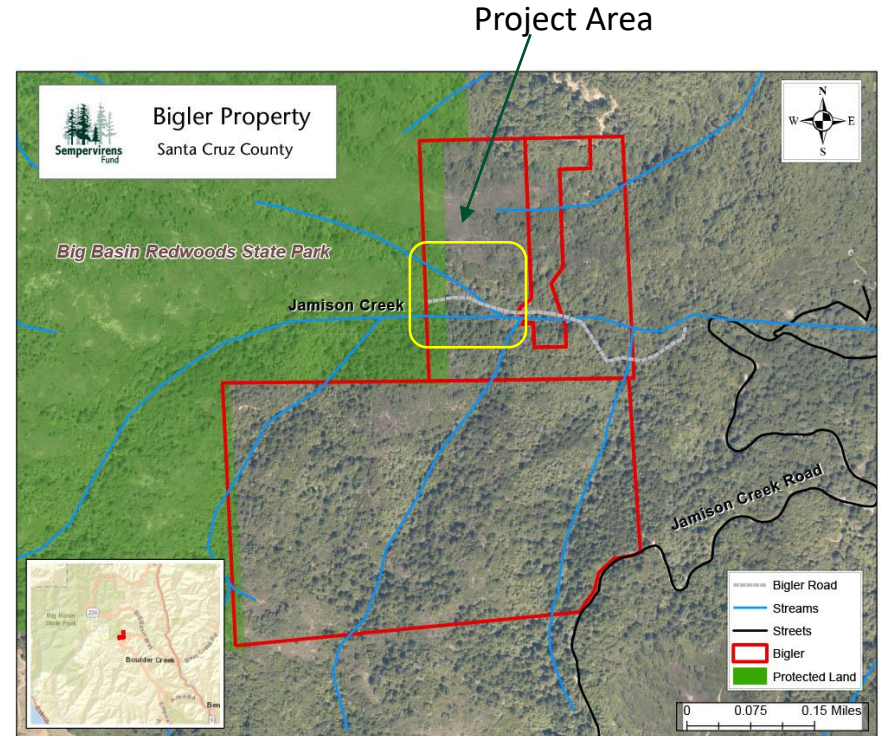 Project Area
Sempervirens
Fund
Bigler Property
Santa Cruz County
N
W
E
S
Big Basin Redwoods State Park
Jamison Creek
Jamison Creek Road
Big Basin
State Park
236
Boulder Creek
Ben
9
Bigler Road
Streams
Streets
Bigler
Protected Land
0 0.075 0.15 Miles